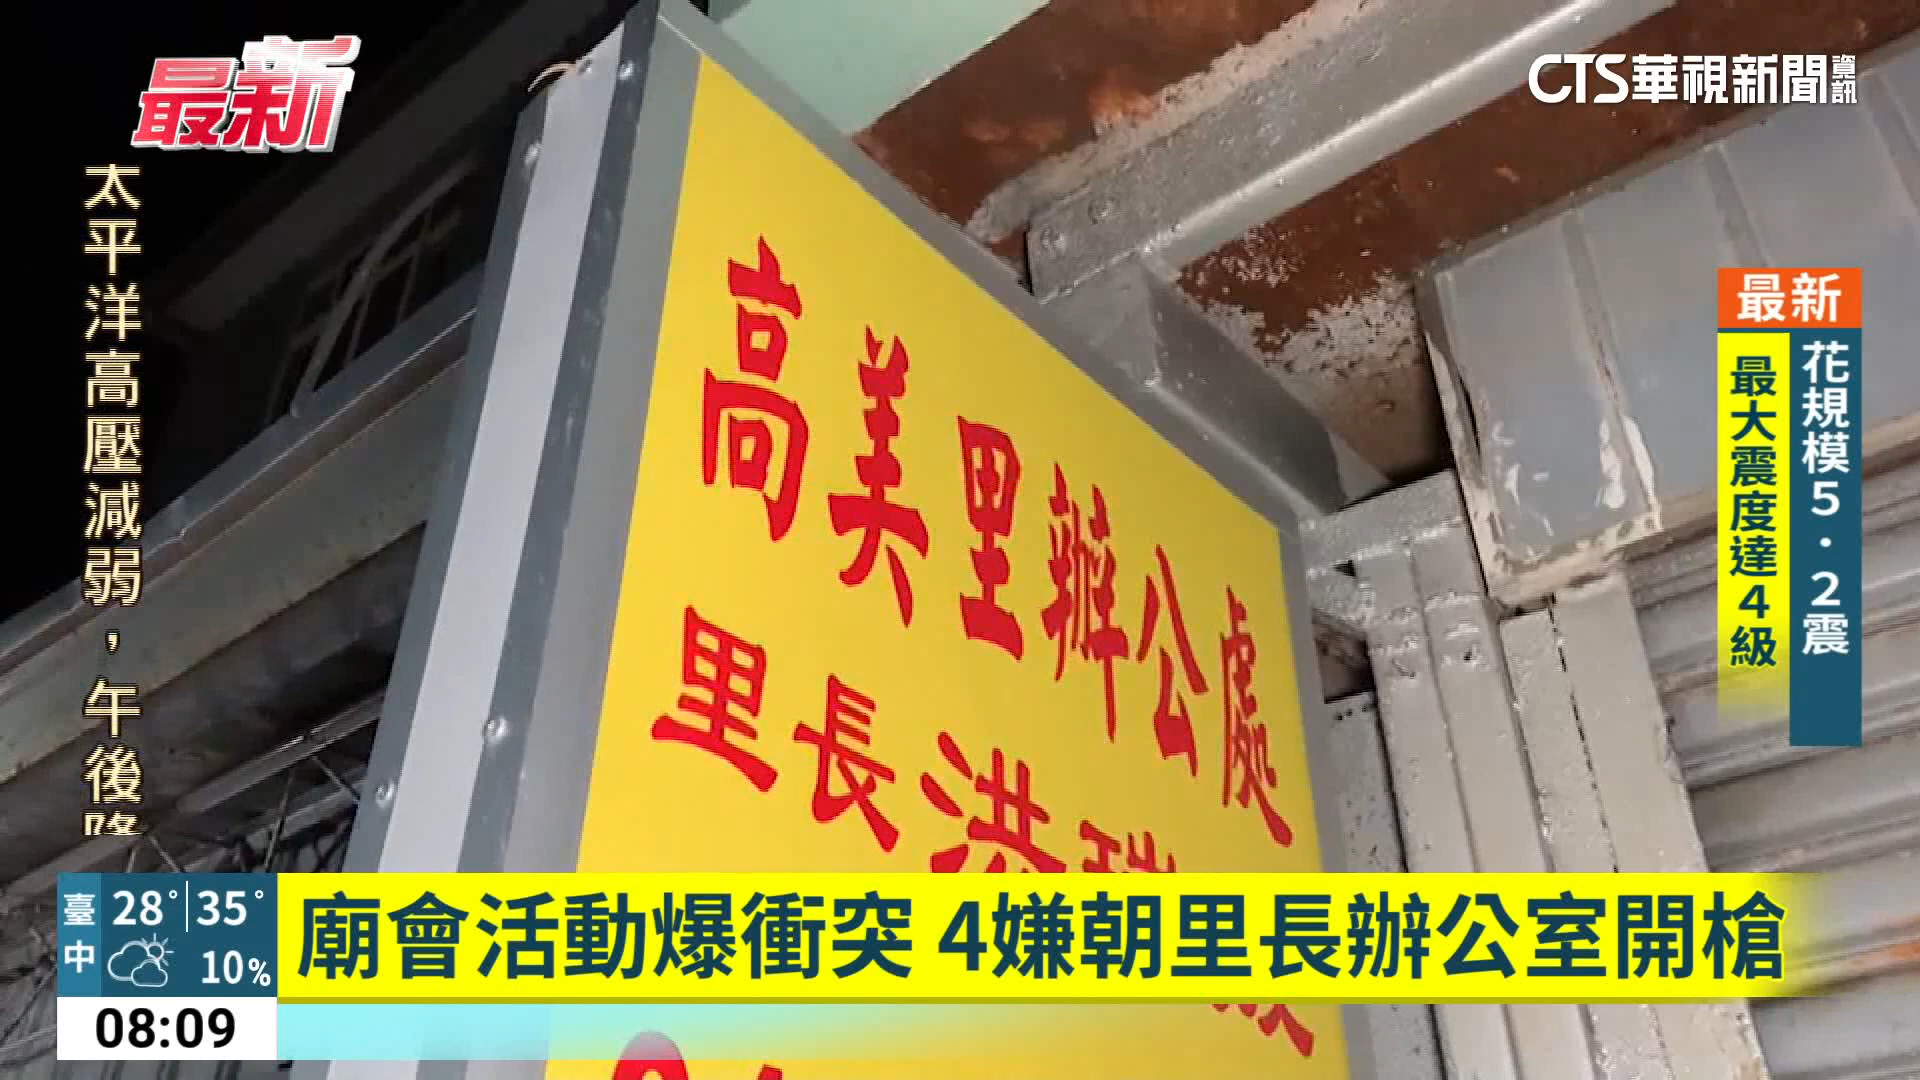 最新
CTS華視新聞資訊
太平洋高壓減弱，午後
最新
花規模5.2震
最大震度達4級
高美里辦公處
里長洪
臺中
28°
35°
10%
廟會活動爆衝突 4嫌朝里長辦公室開槍
08:09